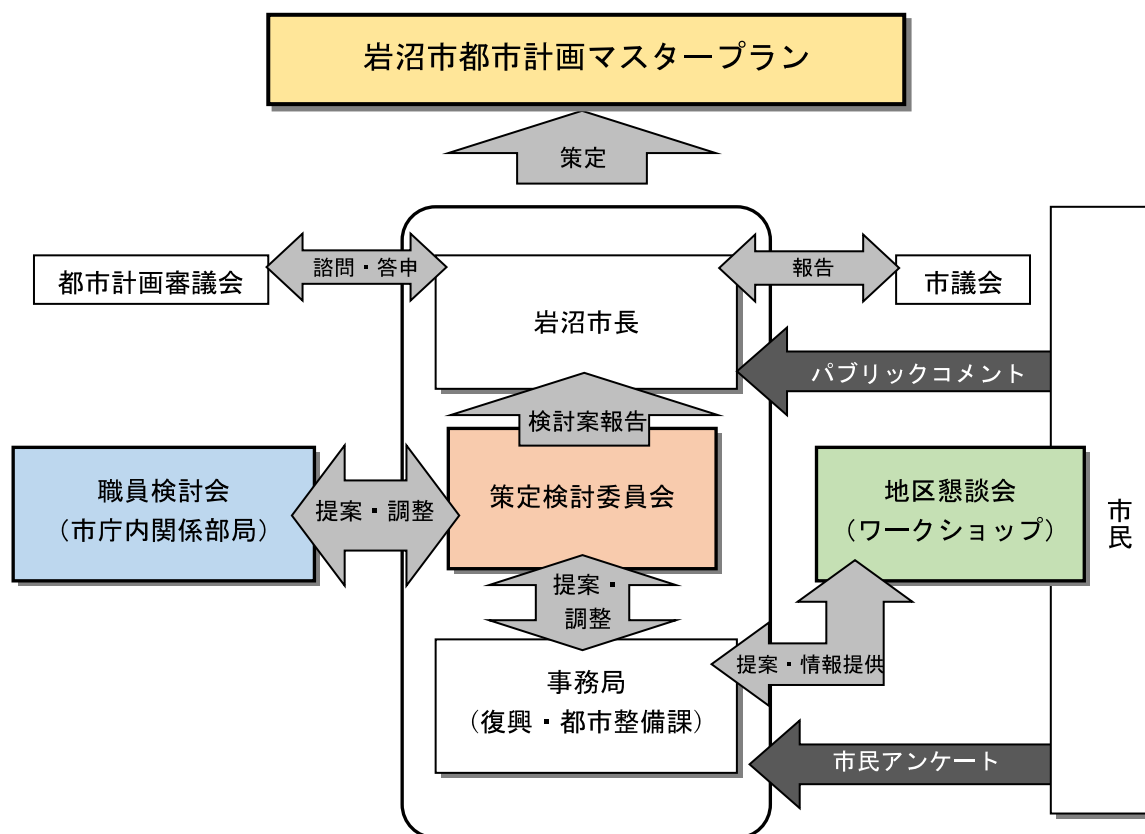 岩沼市都市計画マスタープラン
策定
都市計画審議会
諮問・答申
報告
市議会
岩沼市長
パブリックコメント
検討案報告
職員検討会
(市庁内関係部局)
提案・調整
策定検討委員会
地区懇談会
(ワークショップ)
市民
提案・
調整
提案・情報提供
事務局
(復興・都市整備課)
市民アンケート